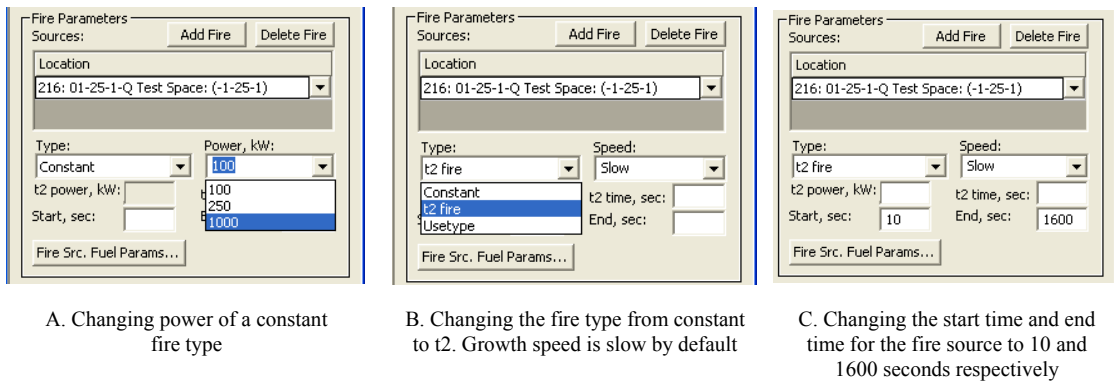 Fire Parameters
Sources: Add Fire Delete Fire
Location
216: 01-25-1-Q Test Space: (-1-25-1)
Type: Power, kW:
Constant 100
t2 power, kW: 100
250
Start, sec: 1000
Fire Src. Fuel Params...
A. Changing power of a constant
fire type
Fire Parameters
Sources: Add Fire Delete Fire
Location
216: 01-25-1-Q Test Space: (-1-25-1)
Type: Speed:
t2 fire Slow
Constant
t2 fire t2 time, sec:
Usetype End, sec:
Fire Src. Fuel Params...
B. Changing the fire type from constant
to t2. Growth speed is slow by default
Fire Parameters
Sources: Add Fire Delete Fire
Location
216: 01-25-1-Q Test Space: (-1-25-1)
Type: Speed:
t2 fire Slow
t2 power, kW: t2 time, sec:
Start, sec: 10 End, sec: 1600
Fire Src. Fuel Params...
C. Changing the start time and end
time for the fire source to 10 and
1600 seconds respectively